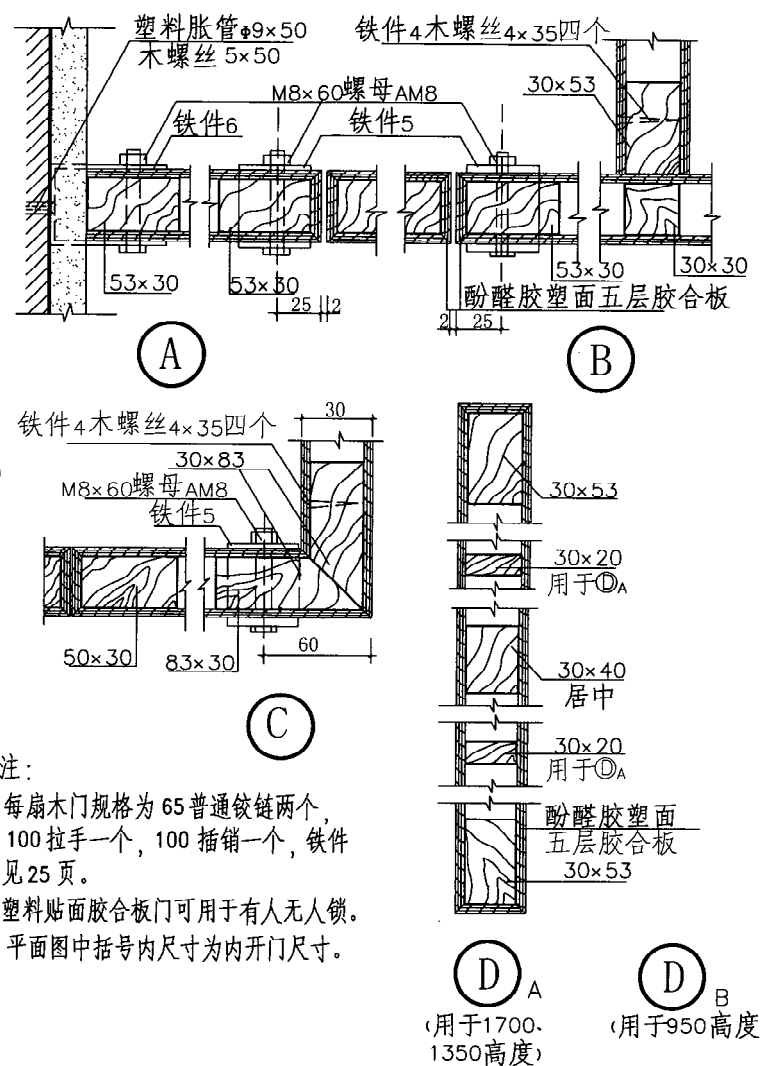 塑料胀管Φ9×50
木螺丝 5×50
铁件4木螺丝4×35四个
M8×60螺母AM8
30×53
铁件6
铁件5
53×30
53×30
53×30
30×30
酚醛胶塑面五层胶合板
25
2
2
25
A
B
铁件4木螺丝4×35四个
30
30×83
M8×60螺母AM8
铁件5
50×30
83×30
60
C
30×53
30×20
用于ⒹA
30×40
居中
30×20
用于ⒹA
酚醛胶塑面
五层胶合板
30×53
注:
每扇木门规格为 65 普通铰链两个,
100 拉手一个, 100 插销一个, 铁件
见25 页。
塑料贴面胶合板门可用于有人无人锁。
平面图中括号内尺寸为内开门尺寸。
D A
(用于1700、
1350高度)
D B
(用于950高度